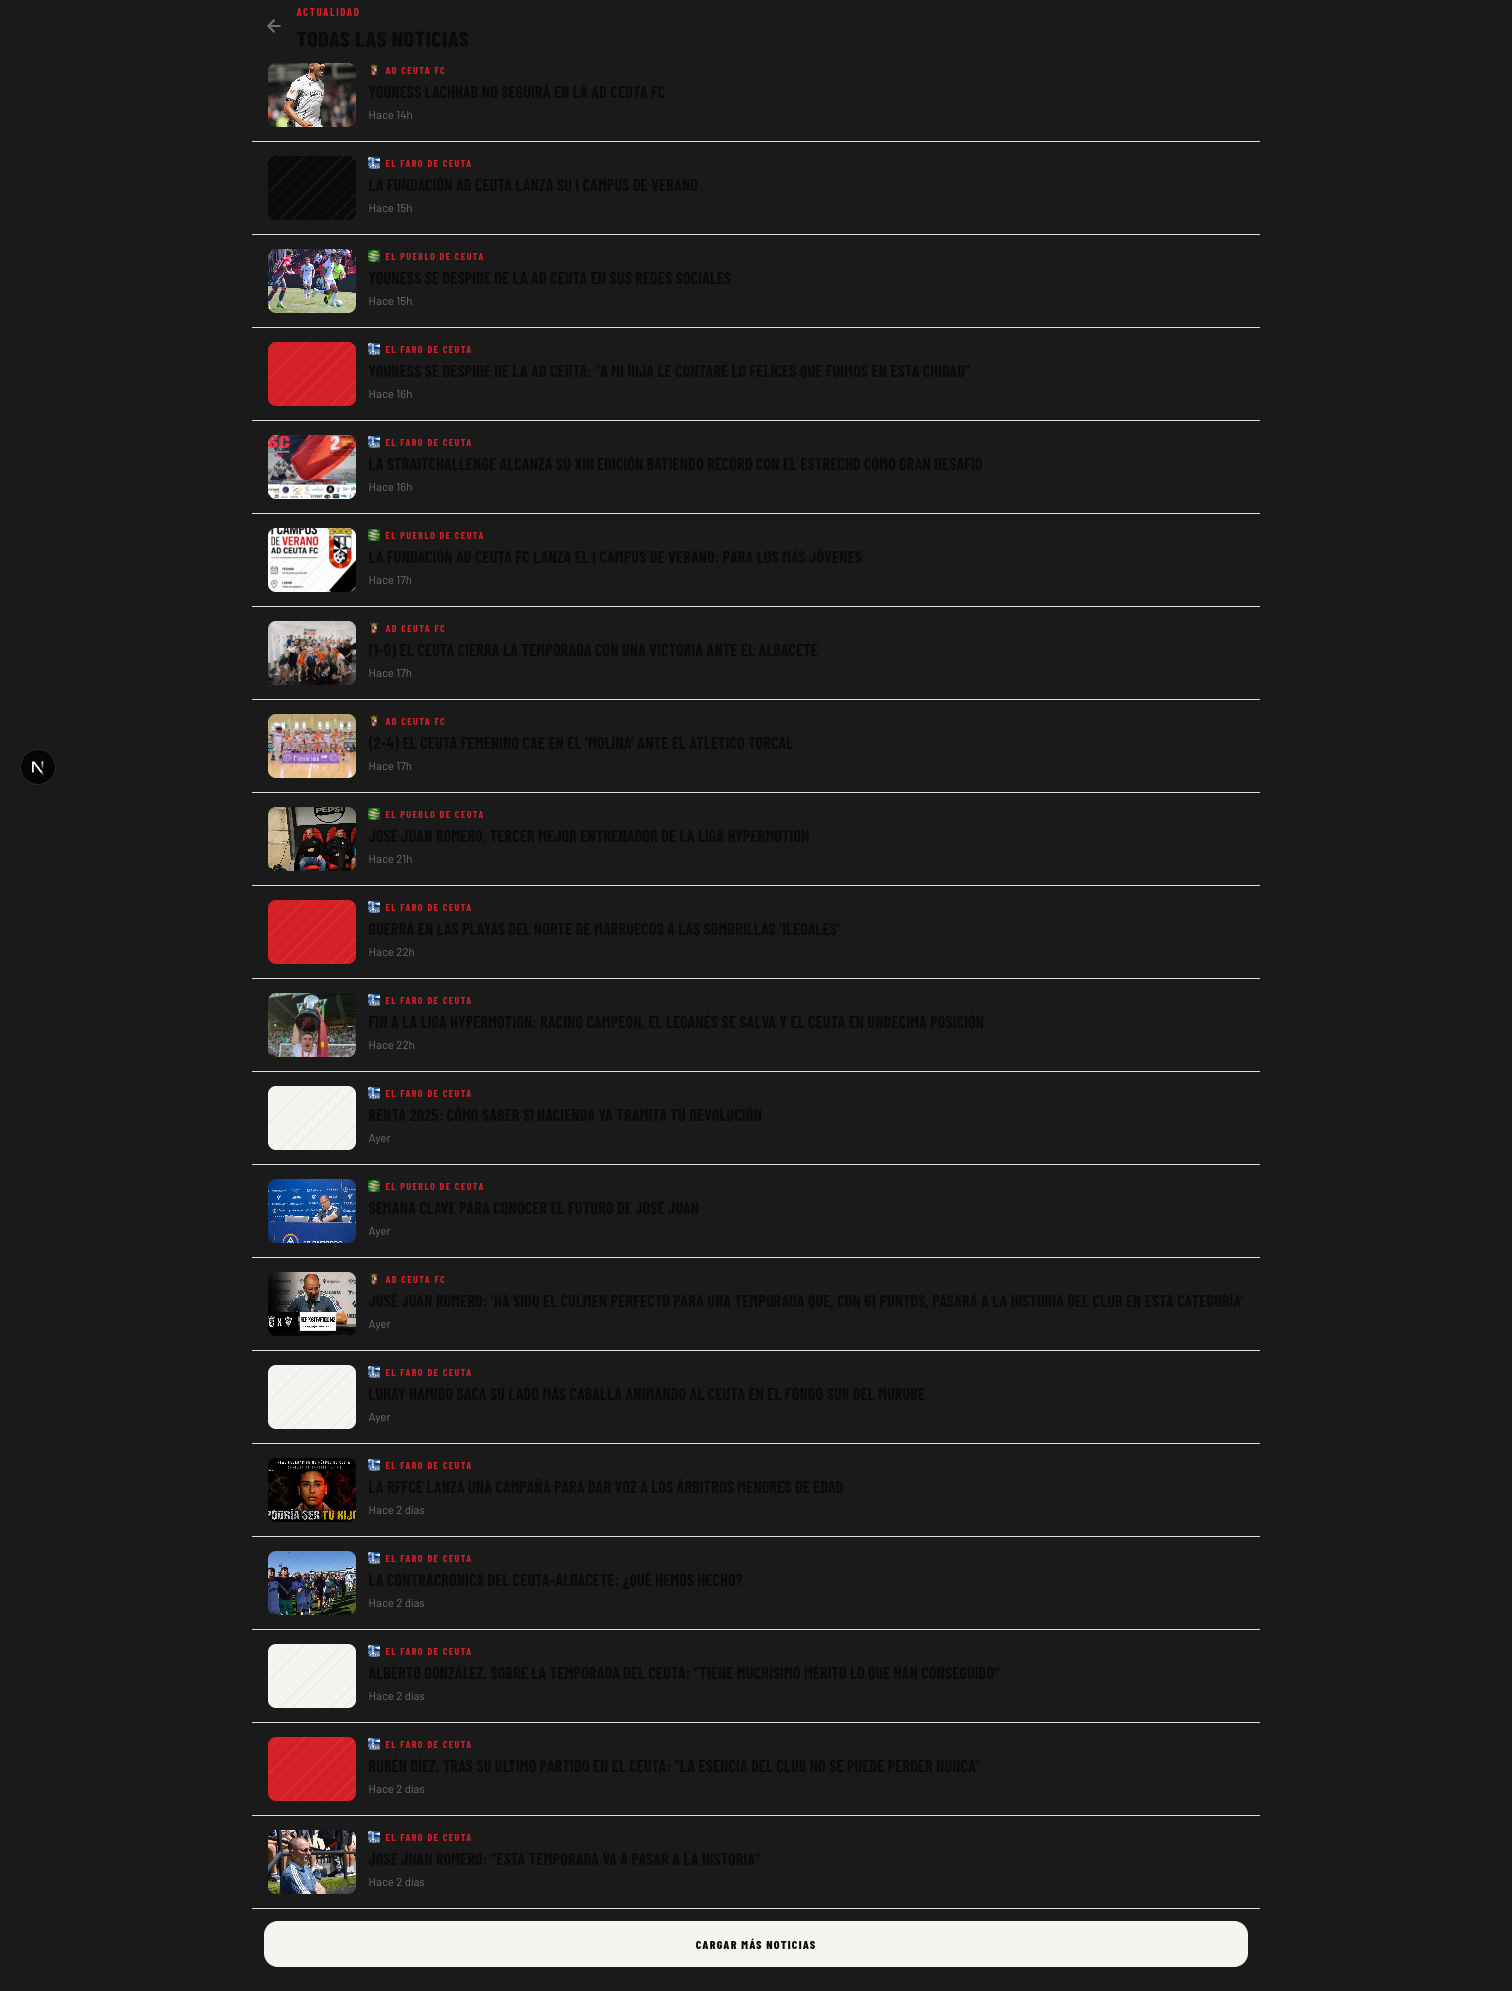 ACTUALIDAD
TODAS LAS NOTICIAS
AD CEUTA FC
YOUNESS LACHHAB NO SEGUIRÁ EN LA AD CEUTA FC
Hace 14h
EL FARO DE CEUTA
LA FUNDACIÓN AD CEUTA LANZA SU I CAMPUS DE VERANO
Hace 15h
EL PUEBLO DE CEUTA
YOUNESS SE DESPIDE DE LA AD CEUTA EN SUS REDES SOCIALES
Hace 15h
EL FARO DE CEUTA
YOUNESS SE DESPIDE DE LA AD CEUTA: "A MI HIJA LE CONTARÉ LO FELICES QUE FUIMOS EN ESTA CIUDAD"
Hace 16h
EL FARO DE CEUTA
LA STRAITCHALLENGE ALCANZA SU XIII EDICIÓN BATIENDO RÉCORD CON EL ESTRECHO COMO GRAN DESAFÍO
Hace 16h
I CAMPUS
DE VERANO
AD CEUTA FC
EL PUEBLO DE CEUTA
LA FUNDACIÓN AD CEUTA FC LANZA EL I CAMPUS DE VERANO: PARA LOS MÁS JÓVENES
Hace 17h
AD CEUTA FC
(1-0) EL CEUTA CIERRA LA TEMPORADA CON UNA VICTORIA ANTE EL ALBACETE
Hace 17h
AD CEUTA FC
(2-4) EL CEUTA FEMENINO CAE EN EL 'MOLINA' ANTE EL ATLÉTICO TORCAL
Hace 17h
N
PEPSI
EL PUEBLO DE CEUTA
JOSÉ JUAN ROMERO, TERCER MEJOR ENTRENADOR DE LA LIGA HYPERMOTION
Hace 21h
EL FARO DE CEUTA
GUERRA EN LAS PLAYAS DEL NORTE DE MARRUECOS A LAS SOMBRILLAS 'ILEGALES'
Hace 22h
EL FARO DE CEUTA
FIN A LA LIGA HYPERMOTION: RACING CAMPEÓN, EL LEGANÉS SE SALVA Y EL CEUTA EN UNDÉCIMA POSICIÓN
Hace 22h
EL FARO DE CEUTA
RENTA 2025: CÓMO SABER SI HACIENDA YA TRAMITA TU DEVOLUCIÓN
Ayer
EL PUEBLO DE CEUTA
SEMANA CLAVE PARA CONOCER EL FUTURO DE JOSÉ JUAN
Ayer
AD CEUTA FC
JOSÉ JUAN ROMERO: 'HA SIDO EL CULMEN PERFECTO PARA UNA TEMPORADA QUE, CON 61 PUNTOS, PASARÁ A LA HISTORIA DEL CLUB EN ESTA CATEGORÍA'
Ayer
EL FARO DE CEUTA
LUHAY HAMIDO SACA SU LADO MÁS CABALLA ANIMANDO AL CEUTA EN EL FONDO SUR DEL MURUBE
Ayer
PODRÍA SER TU HIJO
EL FARO DE CEUTA
LA RFFCE LANZA UNA CAMPAÑA PARA DAR VOZ A LOS ÁRBITROS MENORES DE EDAD
Hace 2 días
EL FARO DE CEUTA
LA CONTRACRÓNICA DEL CEUTA-ALBACETE: ¿QUÉ HEMOS HECHO?
Hace 2 días
EL FARO DE CEUTA
ALBERTO GONZÁLEZ, SOBRE LA TEMPORADA DEL CEUTA: "TIENE MUCHÍSIMO MÉRITO LO QUE HAN CONSEGUIDO"
Hace 2 días
EL FARO DE CEUTA
RUBÉN DÍEZ, TRAS SU ÚLTIMO PARTIDO EN EL CEUTA: "LA ESENCIA DEL CLUB NO SE PUEDE PERDER NUNCA"
Hace 2 días
EL FARO DE CEUTA
JOSÉ JUAN ROMERO: "ESTA TEMPORADA VA A PASAR A LA HISTORIA"
Hace 2 días
CARGAR MÁS NOTICIAS